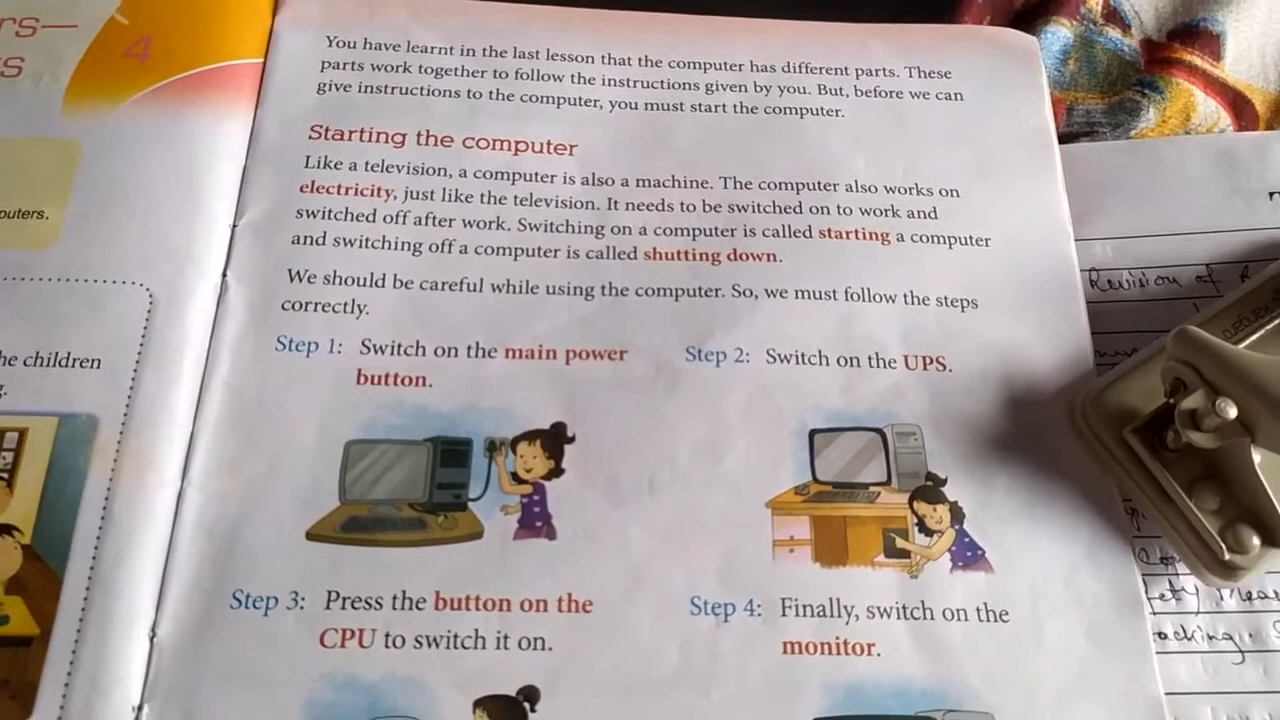 4
You have learnt in the last lesson that the computer has different parts. These
parts work together to follow the instructions given by you. But, before we can
give instructions to the computer, you must start the computer.
Starting the computer
Like a television, a computer is also a machine. The computer also works on
electricity, just like the television. It needs to be switched on to work and
switched off after work. Switching on a computer is called starting a computer
and switching off a computer is called shutting down.
We should be careful while using the computer. So, we must follow the steps
correctly.
Step 1: Switch on the main power
button.
Step 2: Switch on the UPS.
Step 3: Press the button on the
CPU to switch it on.
Step 4: Finally, switch on the
monitor.
he children
Revision of